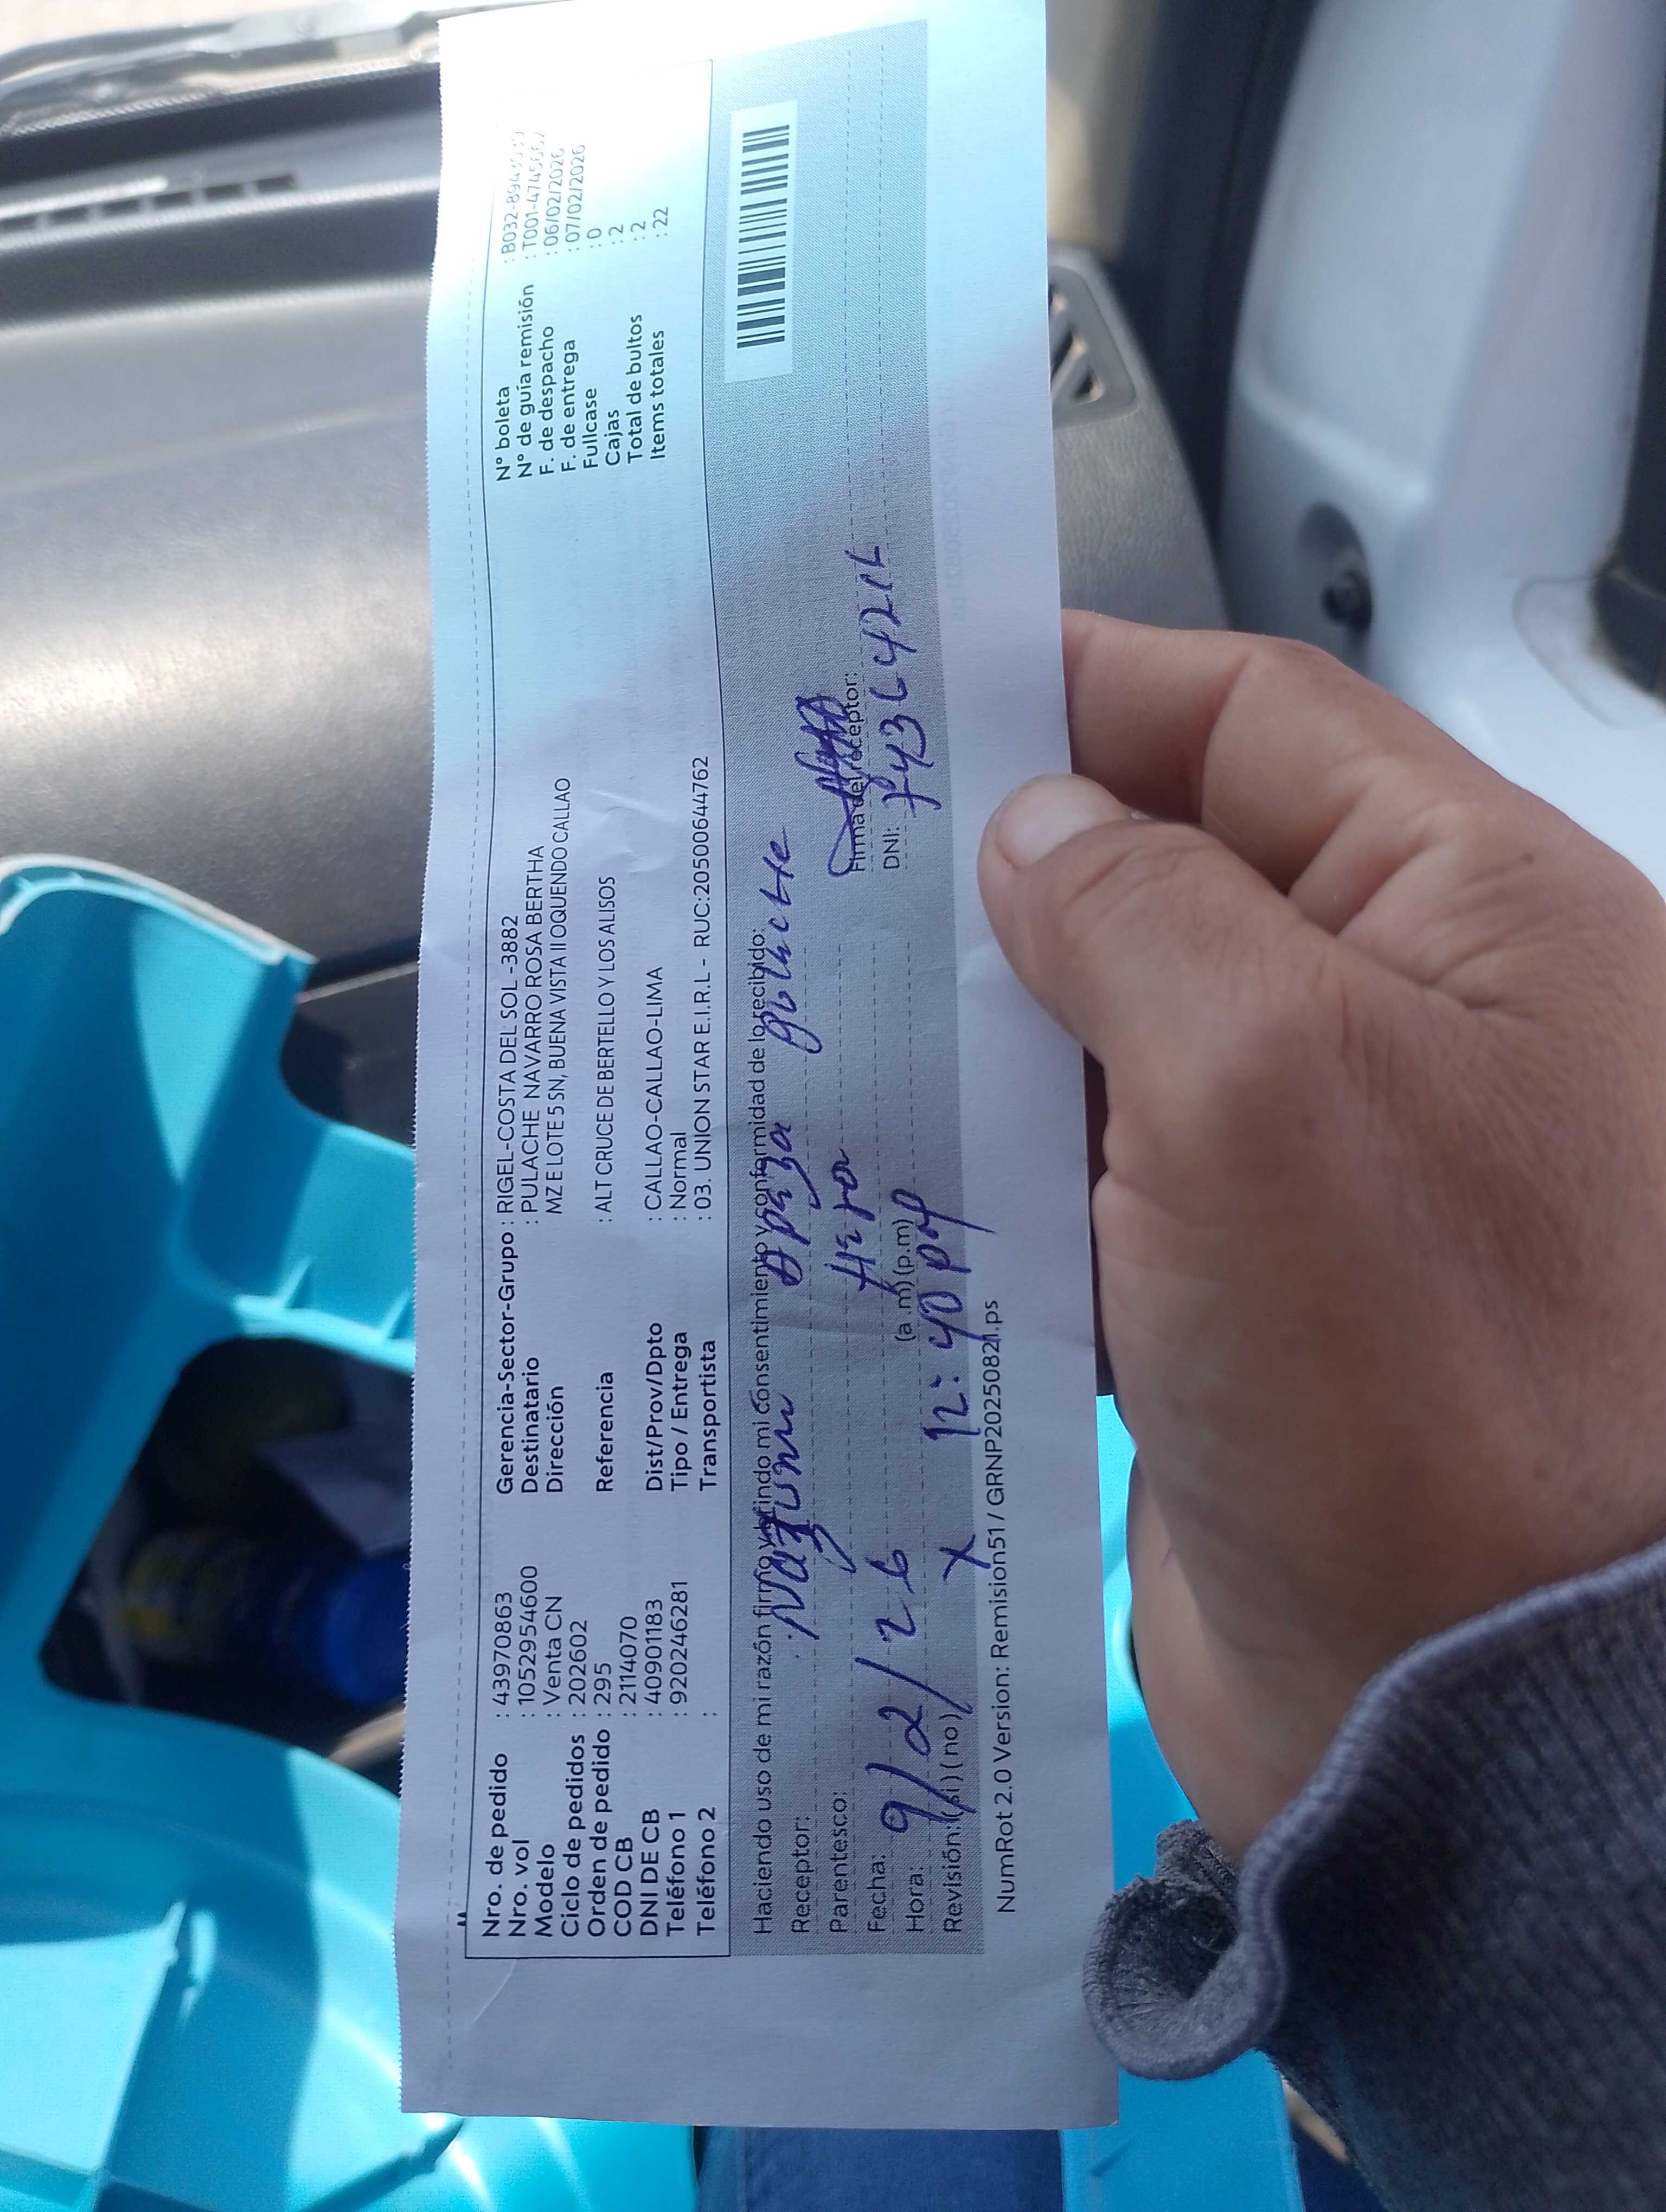 Nro. de pedido : 43970863
Nro. vol : 1052954600
Modelo : Venta CN
Ciclo de pedidos : 202602
Orden de pedido : 295
COD CB : 2114070
DNI DE CB : 40901183
Teléfono 1 : 920246281
Teléfono 2 :
Gerencia-Sector-Grupo : RIGEL-COSTA DEL SOL -3882
Destinatario : PULACHE NAVARRO ROSA BERTHA
Dirección MZ E LOTE 5 SN, BUENA VISTA II OQUENDO CALLAO
Referencia : ALT CRUCE DE BERTELLO Y LOS ALISOS
Dist/Prov/Dpto : CALLAO-CALLAO-LIMA
Tipo / Entrega : Normal
Transportista : 03. UNION STAR E.I.R.L - RUC:20500644762
N° boleta
N° de guía remisión
F. de despacho : 06/02/2026
F. de entrega : 07/02/2026
Fullcase : 0
Cajas : 2
Total de bultos : 2
Items totales : 22
Haciendo uso de mi razón firmo y brindo mi consentimiento y conformidad de lo recibido:
Receptor: Nazumi Apaza
Parentesco:
Firma del receptor:
Fecha: 9/2/26
DNI:
Hora: 12:40 pm (a.m) (p.m)
Revisión: (si) (no) X
NumRot 2.0 Version: Remision51 / GRNP20250821.ps